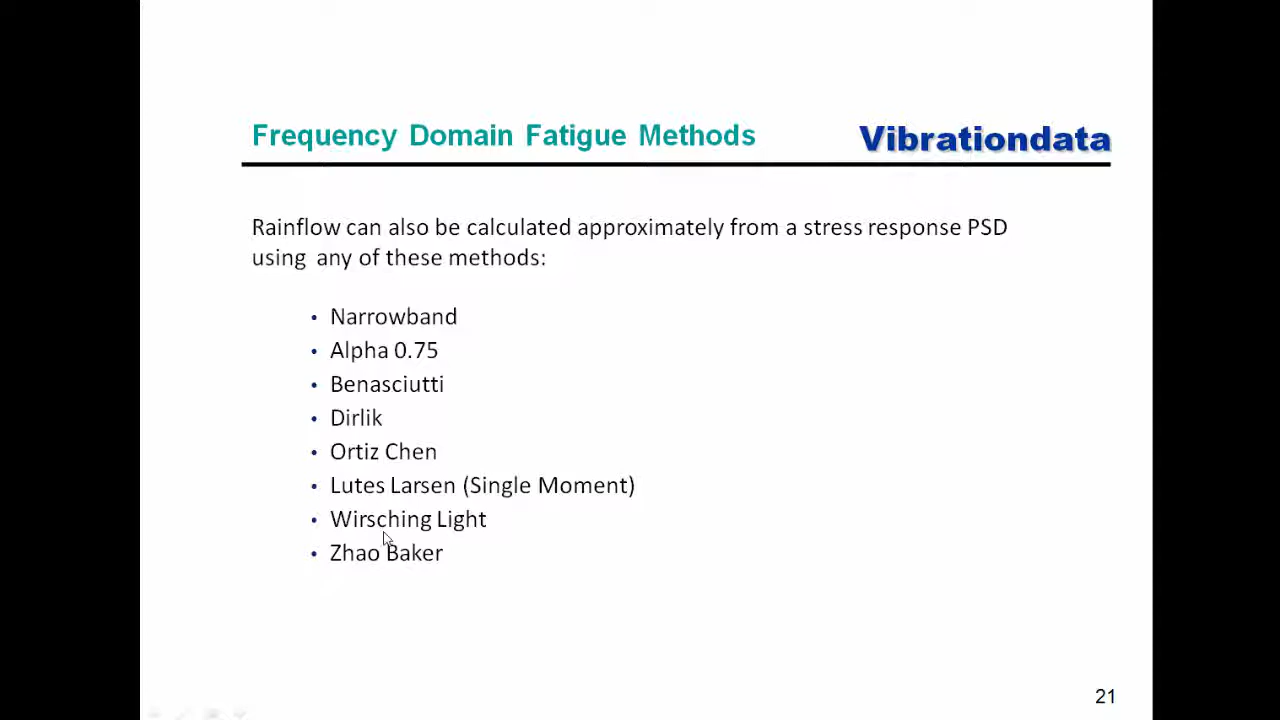 Frequency Domain Fatigue Methods
Vibrationdata
Rainflow can also be calculated approximately from a stress response PSD
using any of these methods:
• Narrowband
• Alpha 0.75
• Benasciutti
• Dirlik
• Ortiz Chen
• Lutes Larsen (Single Moment)
• Wirsching Light
• Zhao Baker
21